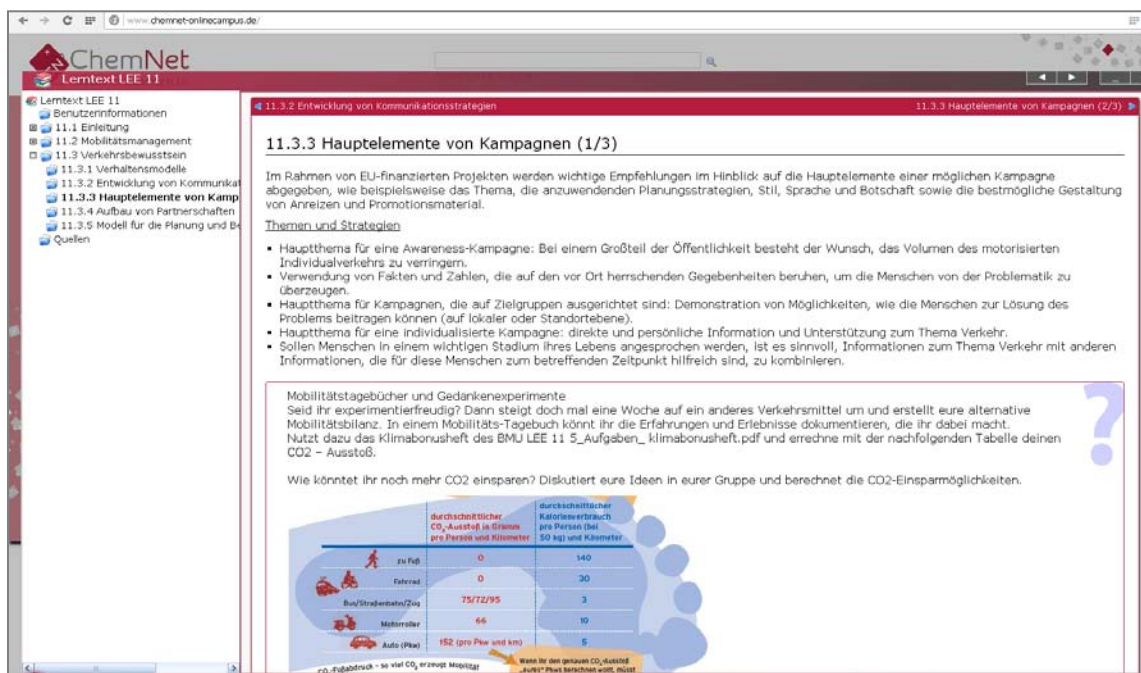 www.chemnet-onlinecampus.de/
ChemNet
Lerntext LEE 11
Lerntext LEE 11
Benutzerinformationen
11.1 Einleitung
11.2 Mobilitätsmanagement
11.3 Verkehrsbewusstsein
11.3.1 Verhaltensmodelle
11.3.2 Entwicklung von Kommunikat
11.3.3 Hauptelemente von Kamp
11.3.4 Aufbau von Partnerschaften
11.3.5 Modell für die Planung und Be
Quellen
11.3.2 Entwicklung von Kommunikationsstrategien
11.3.3 Hauptelemente von Kampagnen (2/3)
11.3.3 Hauptelemente von Kampagnen (1/3)
Im Rahmen von EU-finanzierten Projekten werden wichtige Empfehlungen im Hinblick auf die Hauptelemente einer möglichen Kampagne
abgegeben, wie beispielsweise das Thema, die anzuwendenden Planungsstrategien, Stil, Sprache und Botschaft sowie die bestmögliche Gestaltung
von Anreizen und Promotionsmaterial.
Themen und Strategien
▪ Hauptthema für eine Awareness-Kampagne: Bei einem Großteil der Öffentlichkeit besteht der Wunsch, das Volumen des motorisierten
Individualverkehrs zu verringern.
▪ Verwendung von Fakten und Zahlen, die auf den vor Ort herrschenden Gegebenheiten beruhen, um die Menschen von der Problematik zu
überzeugen.
▪ Hauptthema für Kampagnen, die auf Zielgruppen ausgerichtet sind: Demonstration von Möglichkeiten, wie die Menschen zur Lösung des
Problems beitragen können (auf lokaler oder Standortebene).
▪ Hauptthema für eine individualisierte Kampagne: direkte und persönliche Information und Unterstützung zum Thema Verkehr.
▪ Sollen Menschen in einem wichtigen Stadium ihres Lebens angesprochen werden, ist es sinnvoll, Informationen zum Thema Verkehr mit anderen
Informationen, die für diese Menschen zum betreffenden Zeitpunkt hilfreich sind, zu kombinieren.
?
Mobilitätstagebücher und Gedankenexperimente
Seid ihr experimentierfreudig? Dann steigt doch mal eine Woche auf ein anderes Verkehrsmittel um und erstellt eure alternative
Mobilitätsbilanz. In einem Mobilitäts-Tagebuch könnt ihr die Erfahrungen und Erlebnisse dokumentieren, die ihr dabei macht.
Nutzt dazu das Klimabonusheft des BMU LEE 11 5_Aufgaben_ klimabonusheft.pdf und errechne mit der nachfolgenden Tabelle deinen
CO2 – Ausstoß.
Wie könntet ihr noch mehr CO2 einsparen? Diskutiert eure Ideen in eurer Gruppe und berechnet die CO2-Einsparmöglichkeiten.
durchschnittlicher
CO₂-Ausstoß in Gramm
pro Person und Kilometer
durchschnittlicher
Kalorienverbrauch
pro Person (bei
50 kg) und Kilometer
zu Fuß 0 140
Fahrrad 0 30
Bus/Straßenbahn/Zug 75/72/95 3
Motorroller 66 10
Auto (Pkw) 152 (pro Pkw und km) 5
CO₂-Fußabdruck – so viel CO₂ erzeugt Mobilität
Wenn ihr den genauen CO₂-Ausstoß
„eures“ Pkws berechnen wollt, müsst